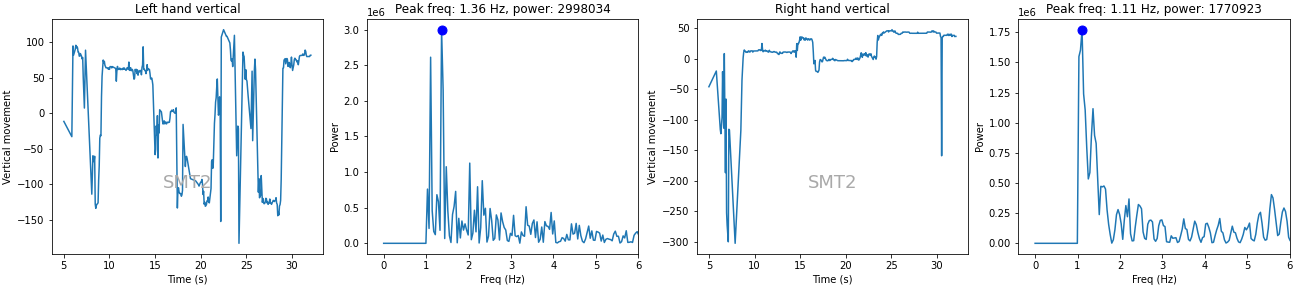 Left hand vertical
Vertical movement
100
50
0
−50
−100
−150
SMT2
5 10 15 20 25 30
Time (s)
1e6
Peak freq: 1.36 Hz, power: 2998034
Power
3.0
2.5
2.0
1.5
1.0
0.5
0.0
0 1 2 3 4 5 6
Freq (Hz)
Right hand vertical
Vertical movement
50
0
−50
−100
−150
−200
−250
−300
SMT2
5 10 15 20 25 30
Time (s)
1e6
Peak freq: 1.11 Hz, power: 1770923
Power
1.75
1.50
1.25
1.00
0.75
0.50
0.25
0.00
0 1 2 3 4 5 6
Freq (Hz)